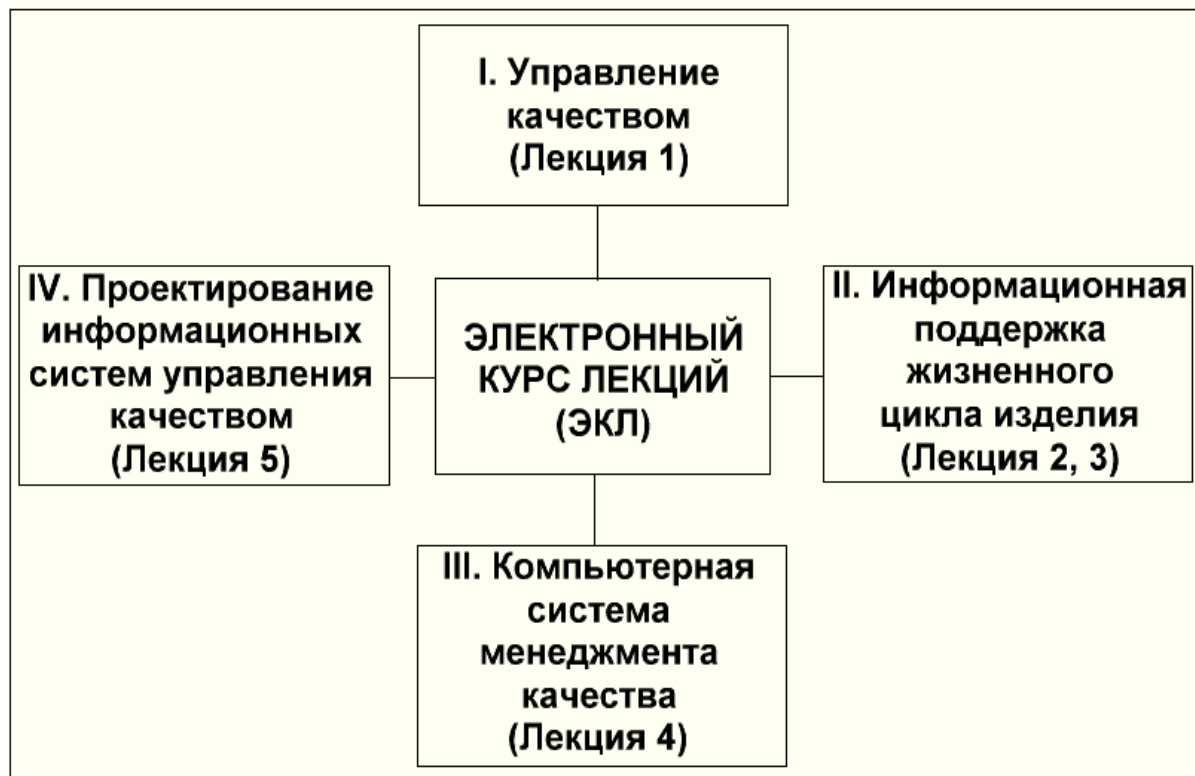 I. Управление
качеством
(Лекция 1)
IV. Проектирование
информационных
систем управления
качеством
(Лекция 5)
ЭЛЕКТРОННЫЙ
КУРС ЛЕКЦИЙ
(ЭКЛ)
II. Информационная
поддержка
жизненного
цикла изделия
(Лекция 2, 3)
III. Компьютерная
система
менеджмента
качества
(Лекция 4)